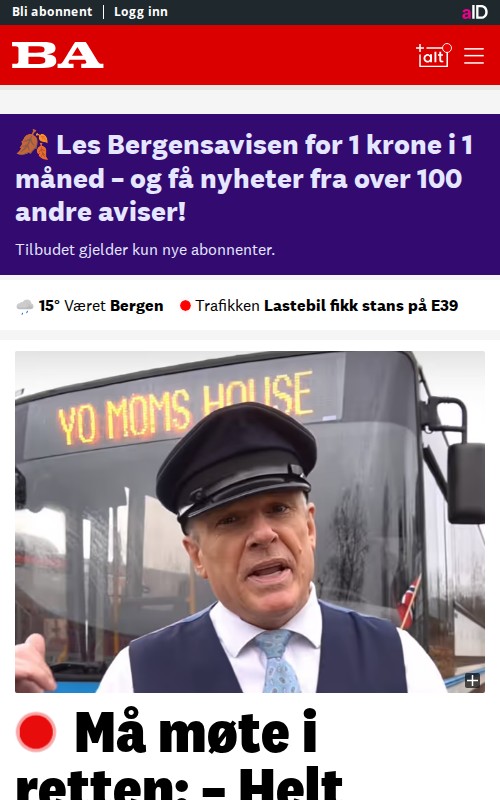 Bli abonnent | Logg inn
aID
BA
+alt
🍂 Les Bergensavisen for 1 krone i 1
måned – og få nyheter fra over 100
andre aviser!
Tilbudet gjelder kun nye abonnenter.
15° Været Bergen
Trafikken Lastebil fikk stans på E39
YO MOMS HOUSE
Må møte i
retten: – Helt